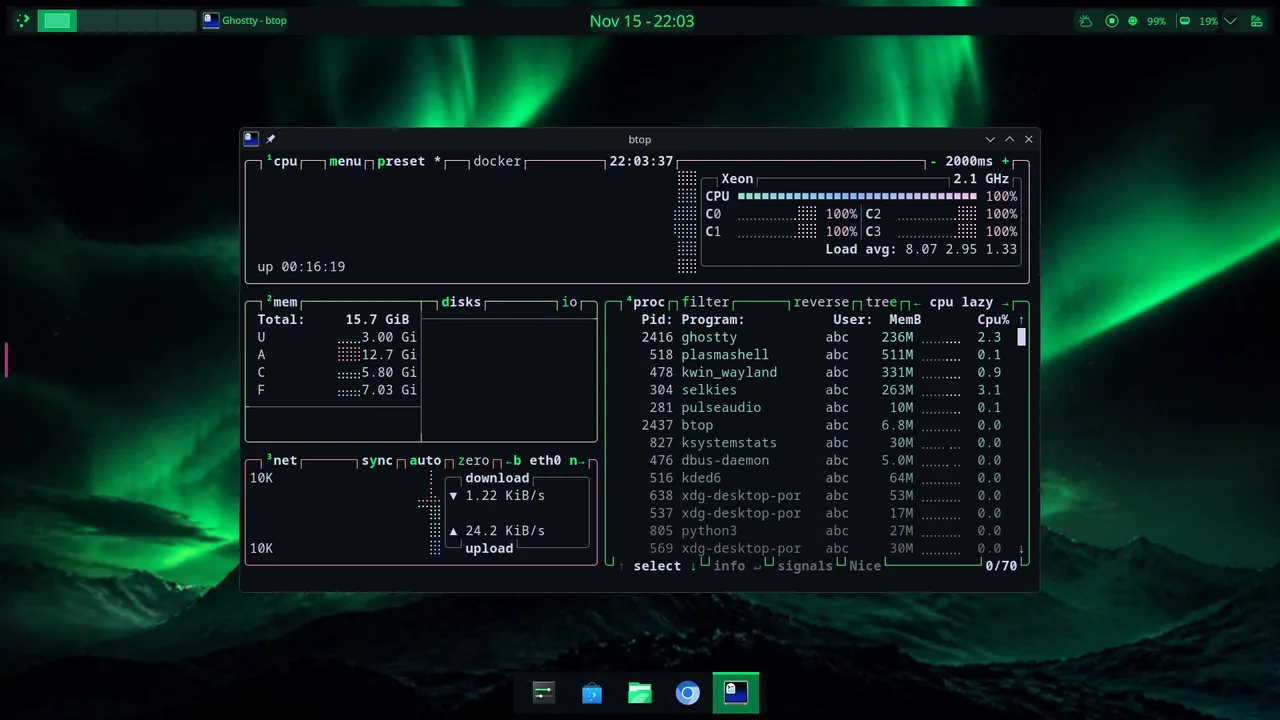 Ghostty - btop
Nov 15 - 22:03
99% 19%
btop
¹cpu menu preset * docker 22:03:37 - 2000ms +
Xeon 2.1 GHz
CPU 100%
C0 100% C2 100%
C1 100% C3 100%
Load avg: 8.07 2.95 1.33
up 00:16:19
²mem disks io
Total: 15.7 GiB
U 3.00 Gi
A 12.7 Gi
C 5.80 Gi
F 7.03 Gi
³net sync auto zero ←b eth0 n→
10K
download
▼ 1.22 KiB/s
▲ 24.2 KiB/s
upload
10K
⁴proc filter reverse tree ← cpu lazy →
Pid: Program: User: MemB Cpu% ↑
2416 ghostty abc 236M 2.3
518 plasmashell abc 511M 0.1
478 kwin_wayland abc 331M 0.9
304 selkies abc 263M 3.1
281 pulseaudio abc 10M 0.1
2437 btop abc 6.8M 0.0
827 ksystemstats abc 30M 0.0
476 dbus-daemon abc 5.0M 0.0
516 kded6 abc 64M 0.0
638 xdg-desktop-por abc 53M 0.0
537 xdg-desktop-por abc 17M 0.0
805 python3 abc 27M 0.0
569 xdg-desktop-por abc 30M 0.0 ↓
↑ select ↓ info ↵ signals Nice 0/70